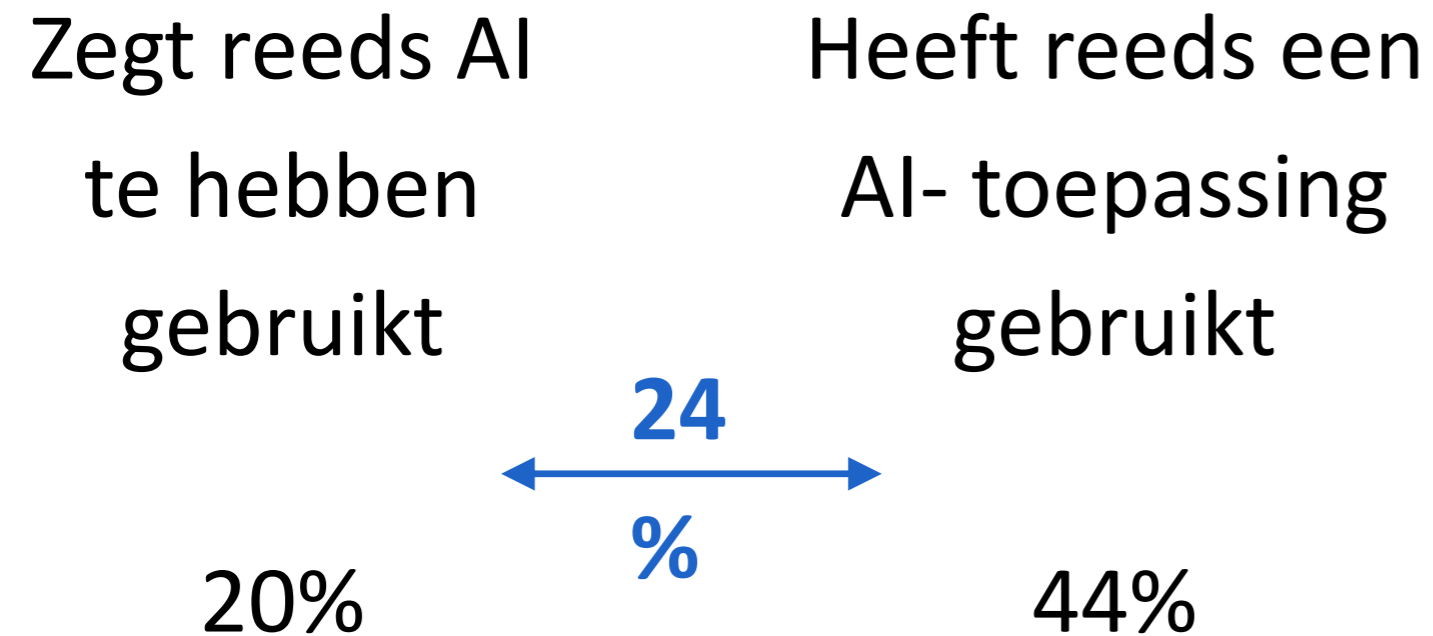 Zegt reeds AI
te hebben
gebruikt
Heeft reeds een
AI- toepassing
gebruikt
24
%
20%
44%